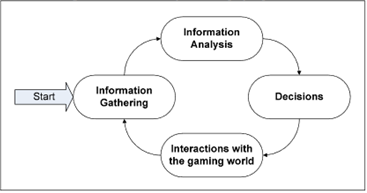 Start
Information
Gathering
Information
Analysis
Decisions
Interactions with
the gaming world